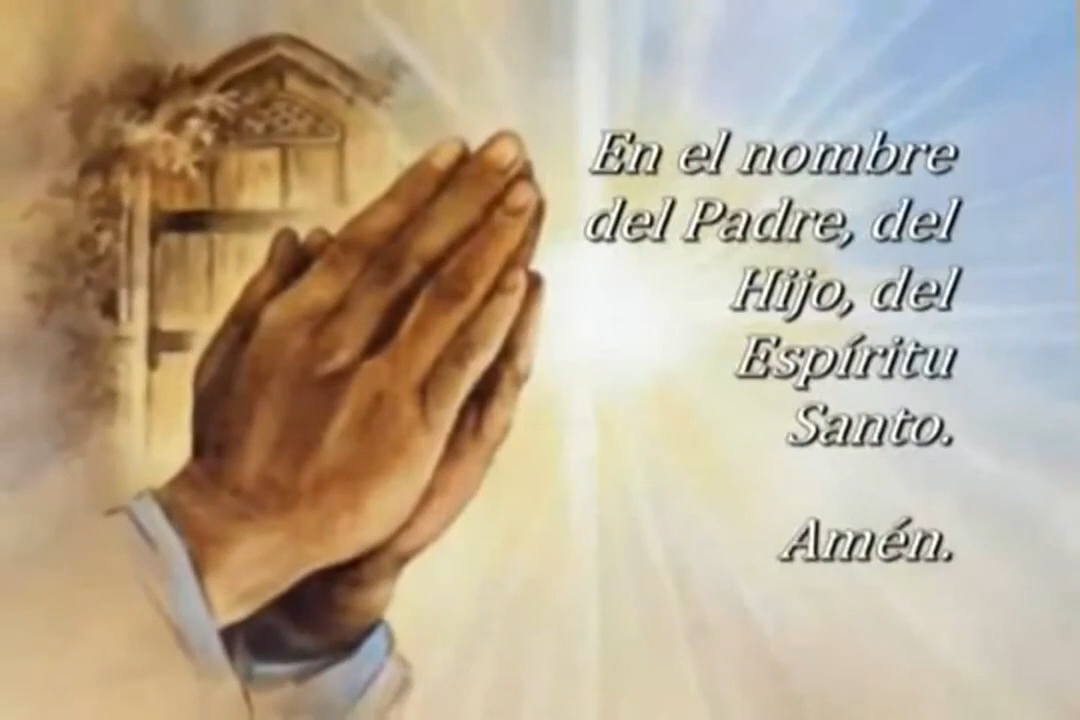 En el nombre
del Padre, del
Hijo, del
Espíritu
Santo.
Amén.